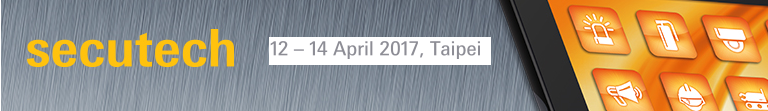 secutech
12 – 14 April 2017, Taipei